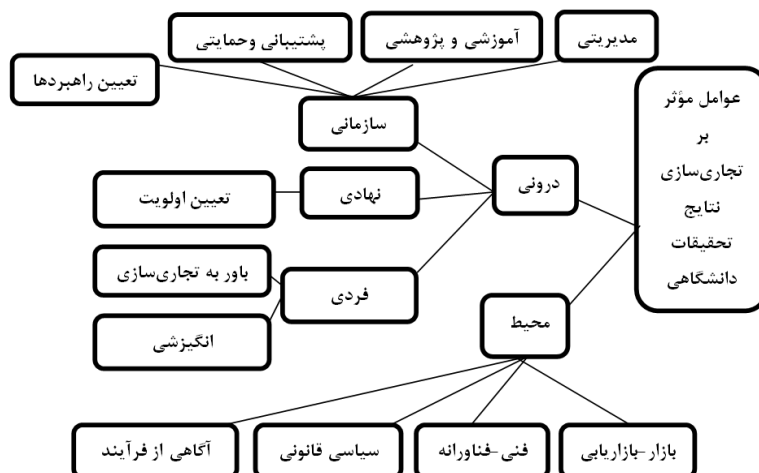 مدیریتی
آموزشی و پژوهشی
پشتیبانی وحمایتی
تعیین راهبردها
عوامل مؤثر
بر
تجاری‌سازی
نتایج
تحقیقات
دانشگاهی
سازمانی
درونی
نهادی
تعیین اولویت
فردی
باور به تجاری‌سازی
انگیزشی
محیط
بازار-بازاریابی
فنی-فناورانه
سیاسی قانونی
آگاهی از فرآیند